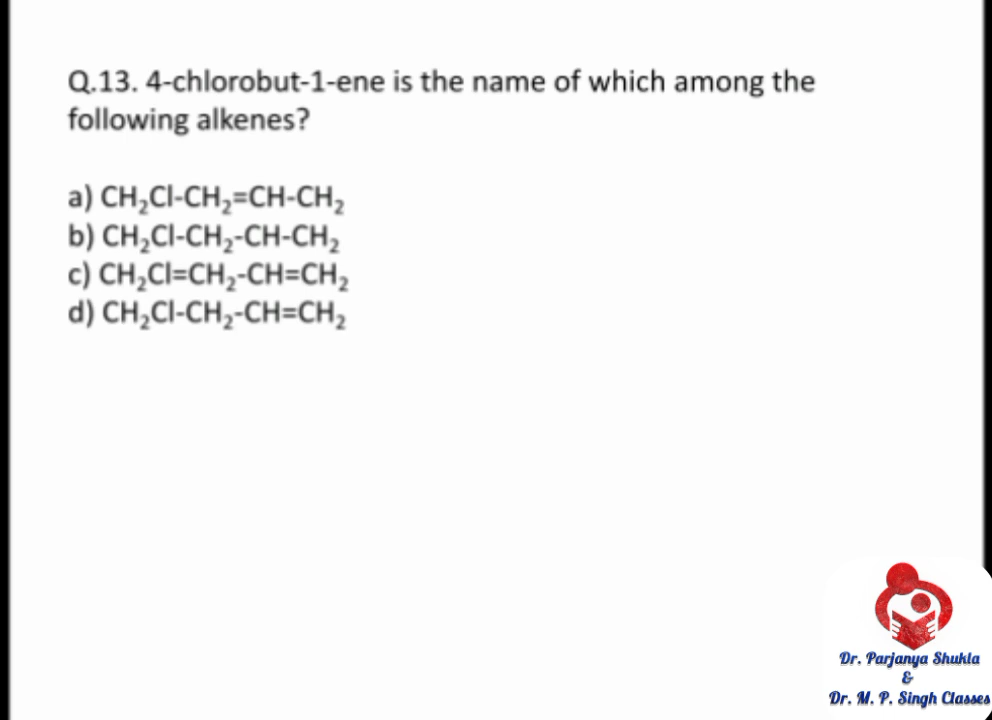 Q.13. 4-chlorobut-1-ene is the name of which among the
following alkenes?
a) CH₂Cl-CH₂=CH-CH₂
b) CH₂Cl-CH₂-CH-CH₂
c) CH₂Cl=CH₂-CH=CH₂
d) CH₂Cl-CH₂-CH=CH₂
Dr. Parjanya Shukla
&
Dr. M. P. Singh Classes